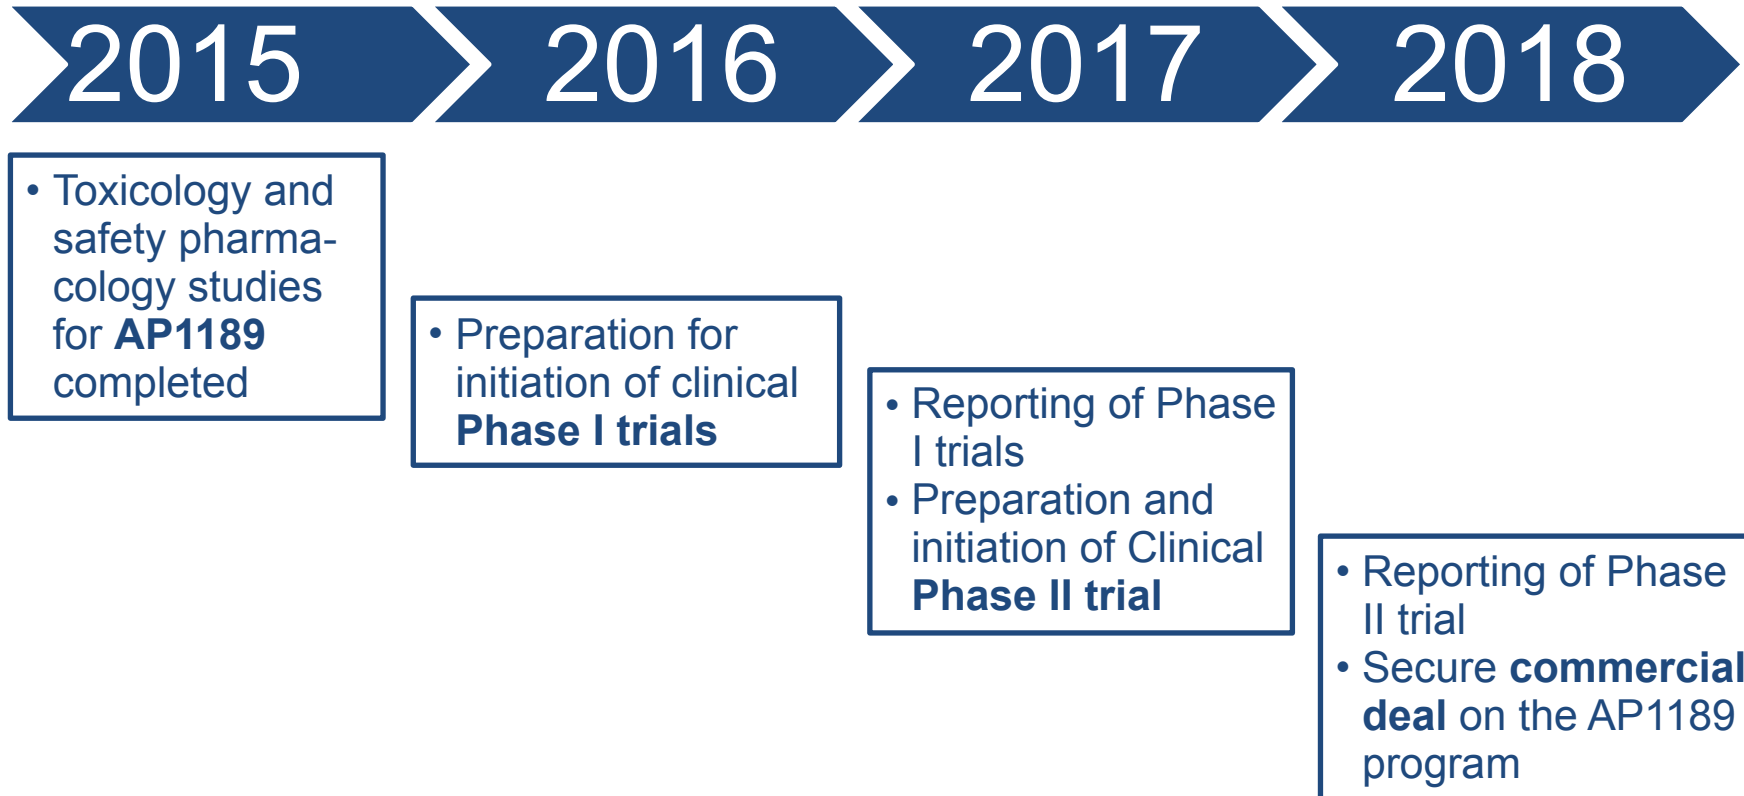 2015
2016
2017
2018
• Toxicology and
safety pharma-
cology studies
for AP1189
completed
• Preparation for
initiation of clinical
Phase I trials
• Reporting of Phase
I trials
• Preparation and
initiation of Clinical
Phase II trial
• Reporting of Phase
II trial
• Secure commercial
deal on the AP1189
program